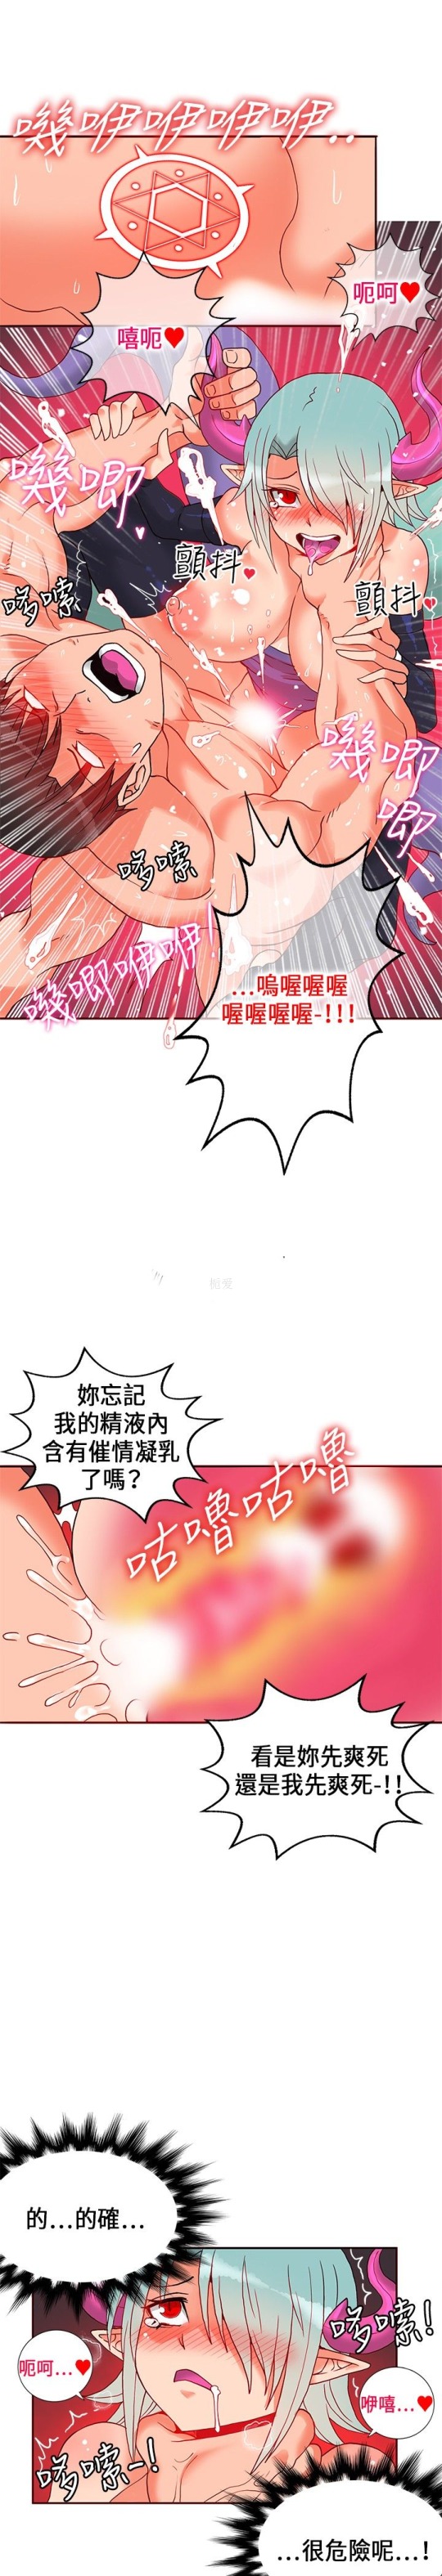 嘰咿咿咿咿..
呃呵♥
嘻呃♥
嘰唧
顫抖
顫抖
哆嗦
嘰唧
唧
哆嗦
嘰唧咿咿!
...嗚喔喔喔
喔喔喔喔-!!!
妳忘記
我的精液內
含有催情凝乳
了嗎?
咕嚕咕嚕
看是妳先爽死
還是我先爽死-!!
的...的確...
哆嗦!
呃呵...♥
咿嘻...♥
哆嗦-!
...很危險呢...!